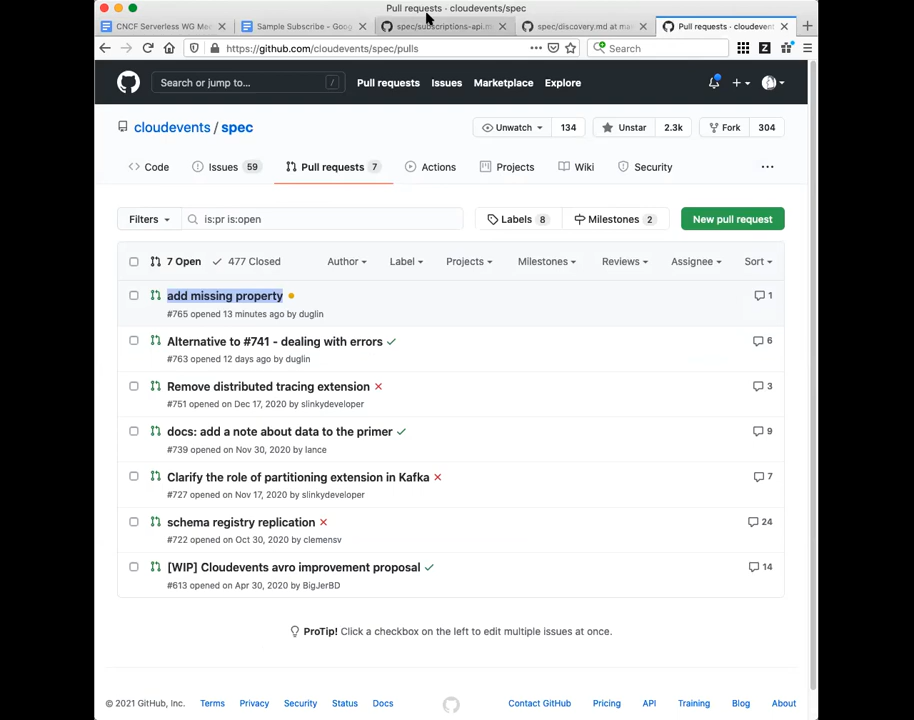 Pull requests · cloudevents/spec
CNCF Serverless WG Me
Sample Subscribe - Goog
spec/subscriptions-api.m
spec/discovery.md at ma
Pull requests · cloudeven
https://github.com/cloudevents/spec/pulls
Search
Search or jump to...
/
Pull requests
Issues
Marketplace
Explore
cloudevents / spec
Unwatch
134
Unstar
2.3k
Fork
304
Code
Issues 59
Pull requests 7
Actions
Projects
Wiki
Security
Filters
is:pr is:open
Labels 8
Milestones 2
New pull request
7 Open
477 Closed
Author
Label
Projects
Milestones
Reviews
Assignee
Sort
add missing property
1
#765 opened 13 minutes ago by duglin
Alternative to #741 - dealing with errors
6
#763 opened 12 days ago by duglin
Remove distributed tracing extension
3
#751 opened on Dec 17, 2020 by slinkydeveloper
docs: add a note about data to the primer
9
#739 opened on Nov 30, 2020 by lance
Clarify the role of partitioning extension in Kafka
7
#727 opened on Nov 17, 2020 by slinkydeveloper
schema registry replication
24
#722 opened on Oct 30, 2020 by clemensv
[WIP] Cloudevents avro improvement proposal
14
#613 opened on Apr 30, 2020 by BigJerBD
ProTip! Click a checkbox on the left to edit multiple issues at once.
© 2021 GitHub, Inc.
Terms
Privacy
Security
Status
Docs
Contact GitHub
Pricing
API
Training
Blog
About